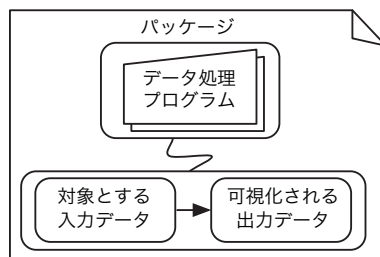 パッケージ
データ処理
プログラム
対象とする
入力データ
可視化される
出力データ